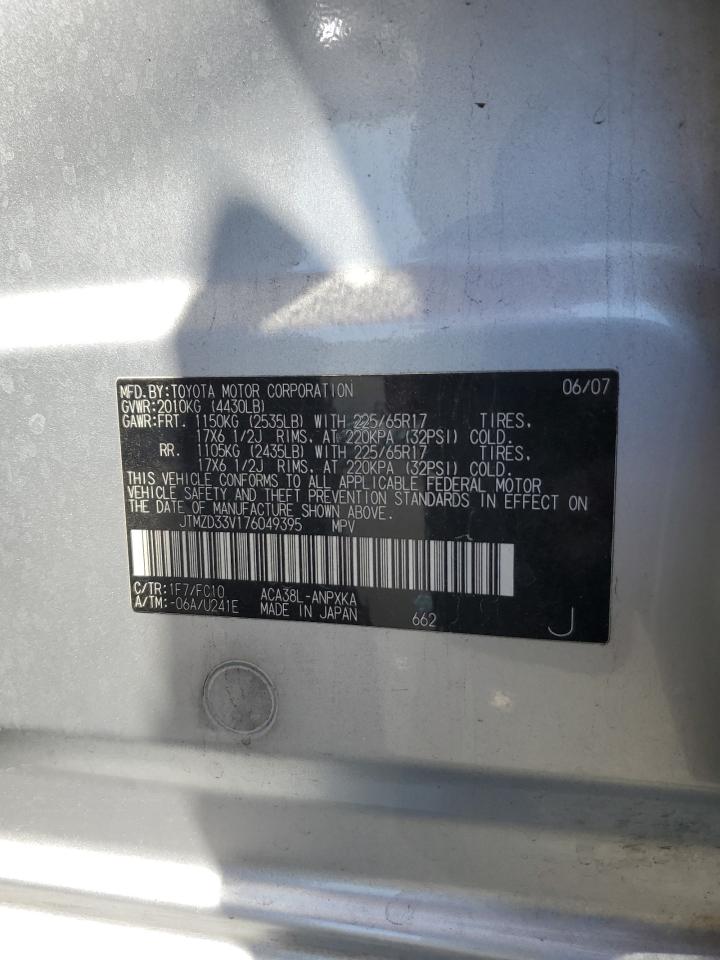 MFD.BY:TOYOTA MOTOR CORPORATION 06/07
GVWR:2010KG (4430LB)
GAWR:FRT. 1150KG (2535LB) WITH 225/65R17 TIRES,
17X6 1/2J RIMS, AT 220KPA (32PSI) COLD.
RR. 1105KG (2435LB) WITH 225/65R17 TIRES,
17X6 1/2J RIMS, AT 220KPA (32PSI) COLD.
THIS VEHICLE CONFORMS TO ALL APPLICABLE FEDERAL MOTOR
VEHICLE SAFETY AND THEFT PREVENTION STANDARDS IN EFFECT ON
THE DATE OF MANUFACTURE SHOWN ABOVE.
JTMZD33V176049395 MPV
C/TR:1F7/FC10 ACA38L-ANPXKA
A/TM:-06A/U241E MADE IN JAPAN 662 J